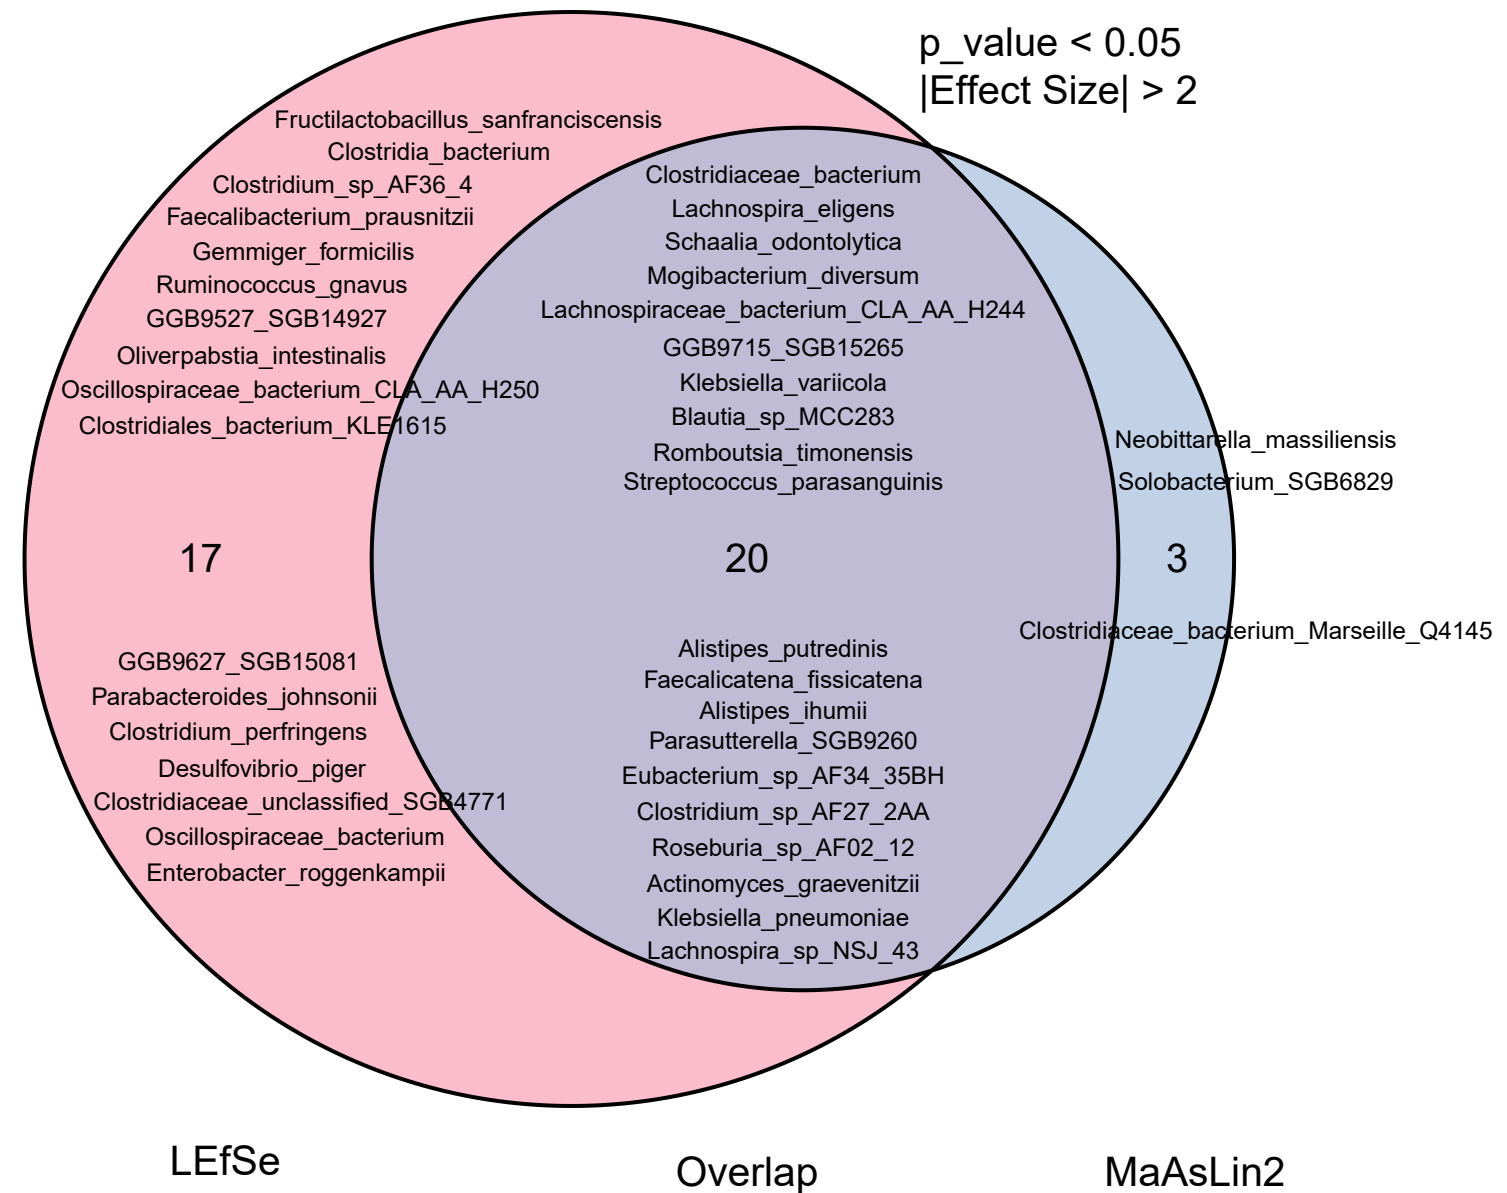 p_value < 0.05
|Effect Size| > 2
Fructilactobacillus_sanfranciscensis
Clostridia_bacterium
Clostridium_sp_AF36_4
Faecalibacterium_prausnitzii
Gemmiger_formicilis
Ruminococcus_gnavus
GGB9527_SGB14927
Oliverpabstia_intestinalis
Oscillospiraceae_bacterium_CLA_AA_H250
Clostridiales_bacterium_KLE1615
17
GGB9627_SGB15081
Parabacteroides_johnsonii
Clostridium_perfringens
Desulfovibrio_piger
Clostridiaceae_unclassified_SGB4771
Oscillospiraceae_bacterium
Enterobacter_roggenkampii
Clostridiaceae_bacterium
Lachnospira_eligens
Schaalia_odontolytica
Mogibacterium_diversum
Lachnospiraceae_bacterium_CLA_AA_H244
GGB9715_SGB15265
Klebsiella_variicola
Blautia_sp_MCC283
Romboutsia_timonensis
Streptococcus_parasanguinis
20
Alistipes_putredinis
Faecalicatena_fissicatena
Alistipes_ihumii
Parasutterella_SGB9260
Eubacterium_sp_AF34_35BH
Clostridium_sp_AF27_2AA
Roseburia_sp_AF02_12
Actinomyces_graevenitzii
Klebsiella_pneumoniae
Lachnospira_sp_NSJ_43
Neobittarella_massiliensis
Solobacterium_SGB6829
3
Clostridiaceae_bacterium_Marseille_Q4145
LEfSe
Overlap
MaAsLin2